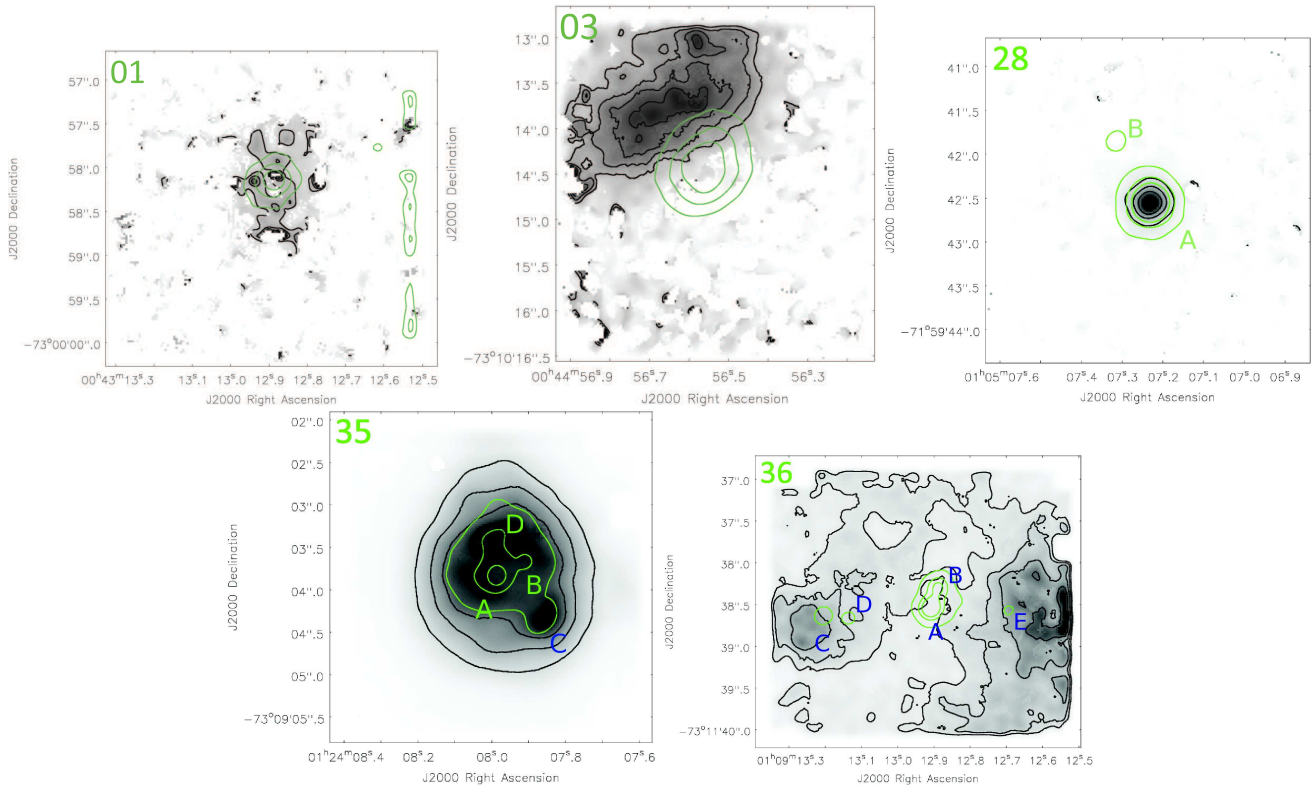 01
57".0
57".5
58".0
58".5
59".0
59".5
−73°00'00".0
J2000 Declination
00ʰ43ᵐ13ˢ.5
13ˢ.1
13ˢ.0
12ˢ.9
12ˢ.8
12ˢ.7
12ˢ.6
12ˢ.5
J2000 Right Ascension
03
13".0
13".5
14".0
14".5
15".0
15".5
16".0
−73°10'16".5
J2000 Declination
00ʰ44ᵐ56ˢ.9
56ˢ.7
56ˢ.5
56ˢ.3
J2000 Right Ascension
28
B
A
41".0
41".5
42".0
42".5
43".0
43".5
−71°59'44".0
J2000 Declination
01ʰ05ᵐ07ˢ.6
07ˢ.5
07ˢ.3
07ˢ.2
07ˢ.1
07ˢ.0
06ˢ.9
J2000 Right Ascension
35
D
B
A
C
02".0
02".5
03".0
03".5
04".0
04".5
05".0
−73°09'05".5
J2000 Declination
01ʰ24ᵐ08ˢ.5
08ˢ.2
08ˢ.0
07ˢ.8
07ˢ.6
J2000 Right Ascension
36
B
D
A
C
E
37".0
37".5
38".0
38".5
39".0
39".5
−73°11'40".0
J2000 Declination
01ʰ09ᵐ13ˢ.5
13ˢ.2
13ˢ.1
13ˢ.0
12ˢ.9
12ˢ.8
12ˢ.7
12ˢ.6
12ˢ.5
J2000 Right Ascension